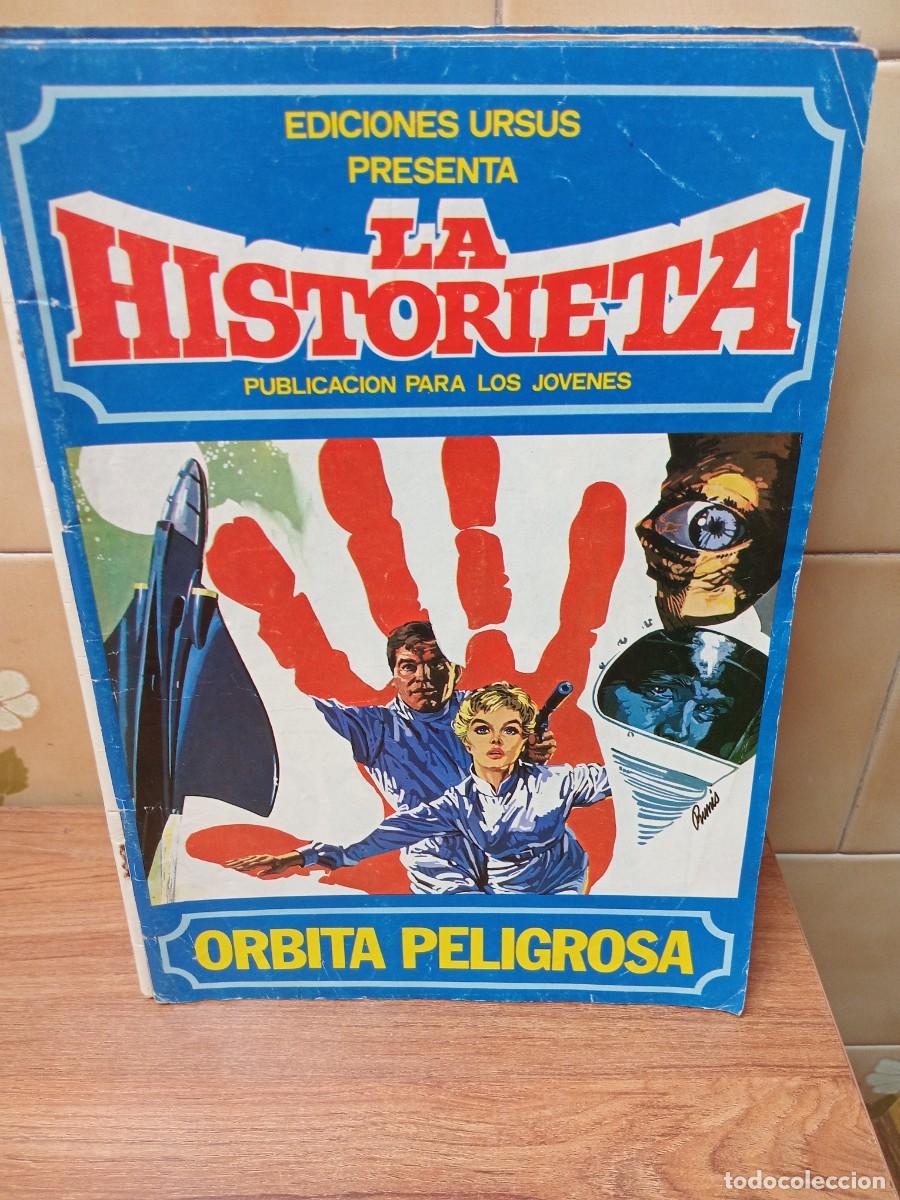 EDICIONES URSUS
PRESENTA
LA
HISTORIETA
PUBLICACION PARA LOS JOVENES
ORBITA PELIGROSA
todocoleccion